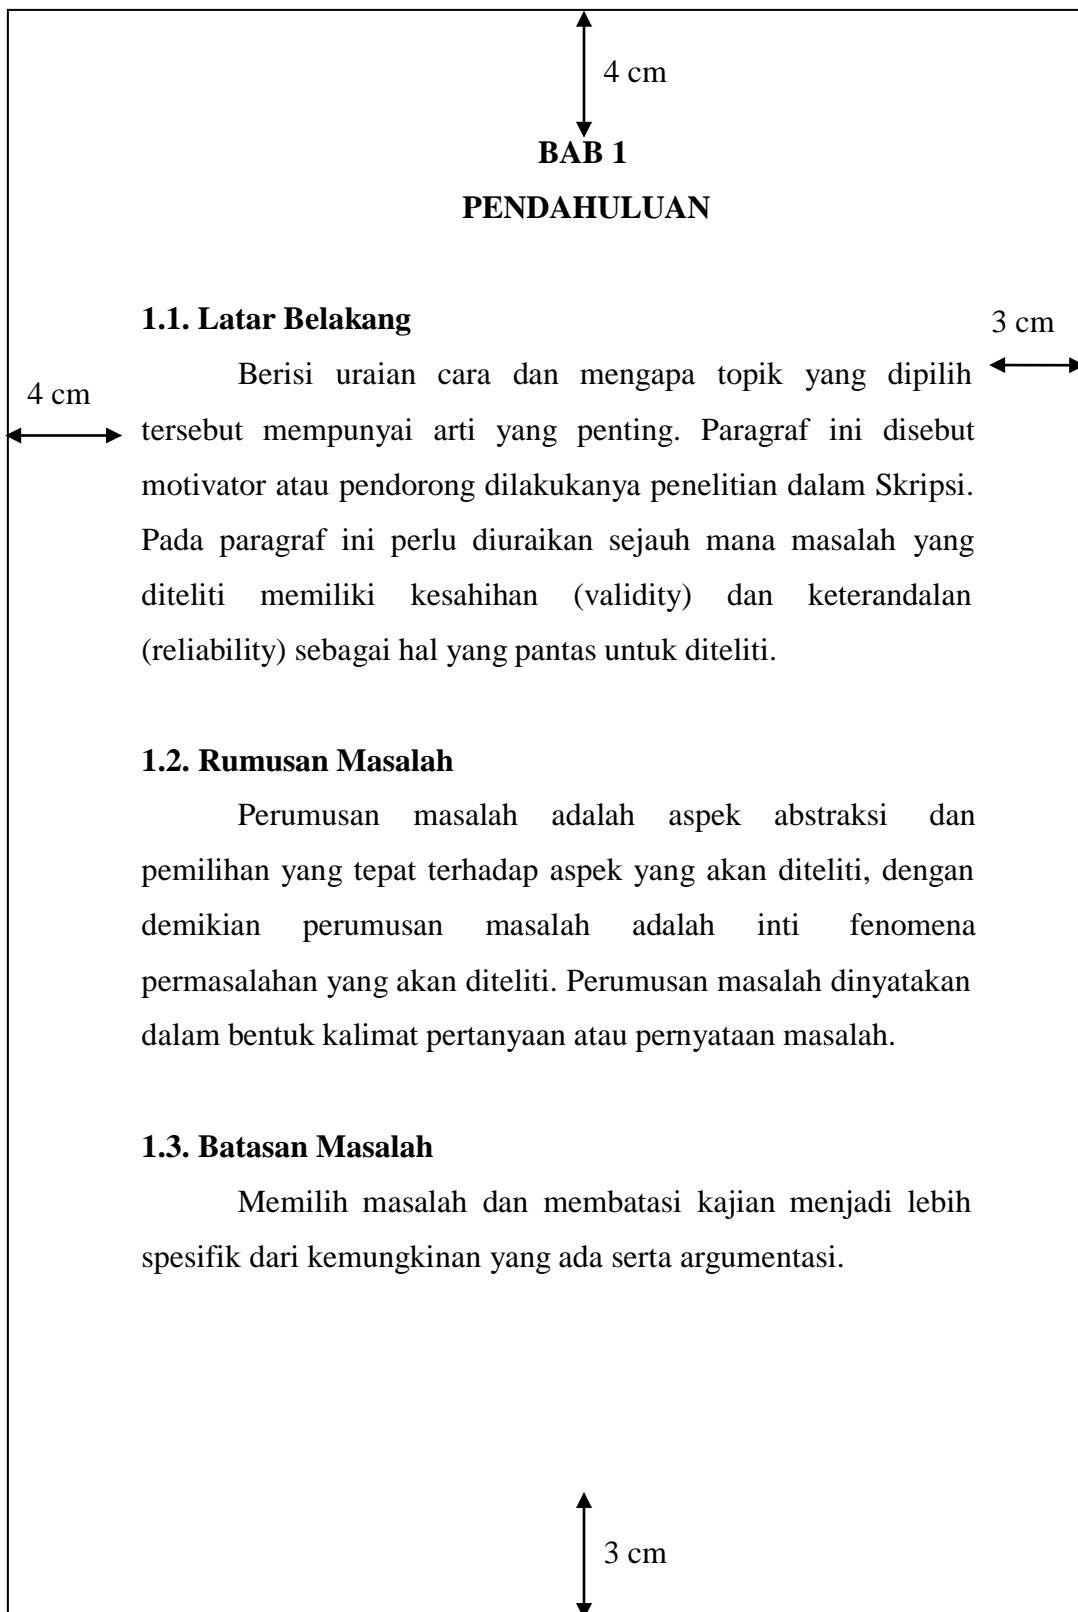 4 cm
BAB 1
PENDAHULUAN
1.1. Latar Belakang
3 cm
Berisi uraian cara dan mengapa topik yang dipilih
4 cm
tersebut mempunyai arti yang penting. Paragraf ini disebut
motivator atau pendorong dilakukanya penelitian dalam Skripsi.
Pada paragraf ini perlu diuraikan sejauh mana masalah yang
diteliti memiliki kesahihan (validity) dan keterandalan
(reliability) sebagai hal yang pantas untuk diteliti.
1.2. Rumusan Masalah
Perumusan masalah adalah aspek abstraksi dan
pemilihan yang tepat terhadap aspek yang akan diteliti, dengan
demikian perumusan masalah adalah inti fenomena
permasalahan yang akan diteliti. Perumusan masalah dinyatakan
dalam bentuk kalimat pertanyaan atau pernyataan masalah.
1.3. Batasan Masalah
Memilih masalah dan membatasi kajian menjadi lebih
spesifik dari kemungkinan yang ada serta argumentasi.
3 cm